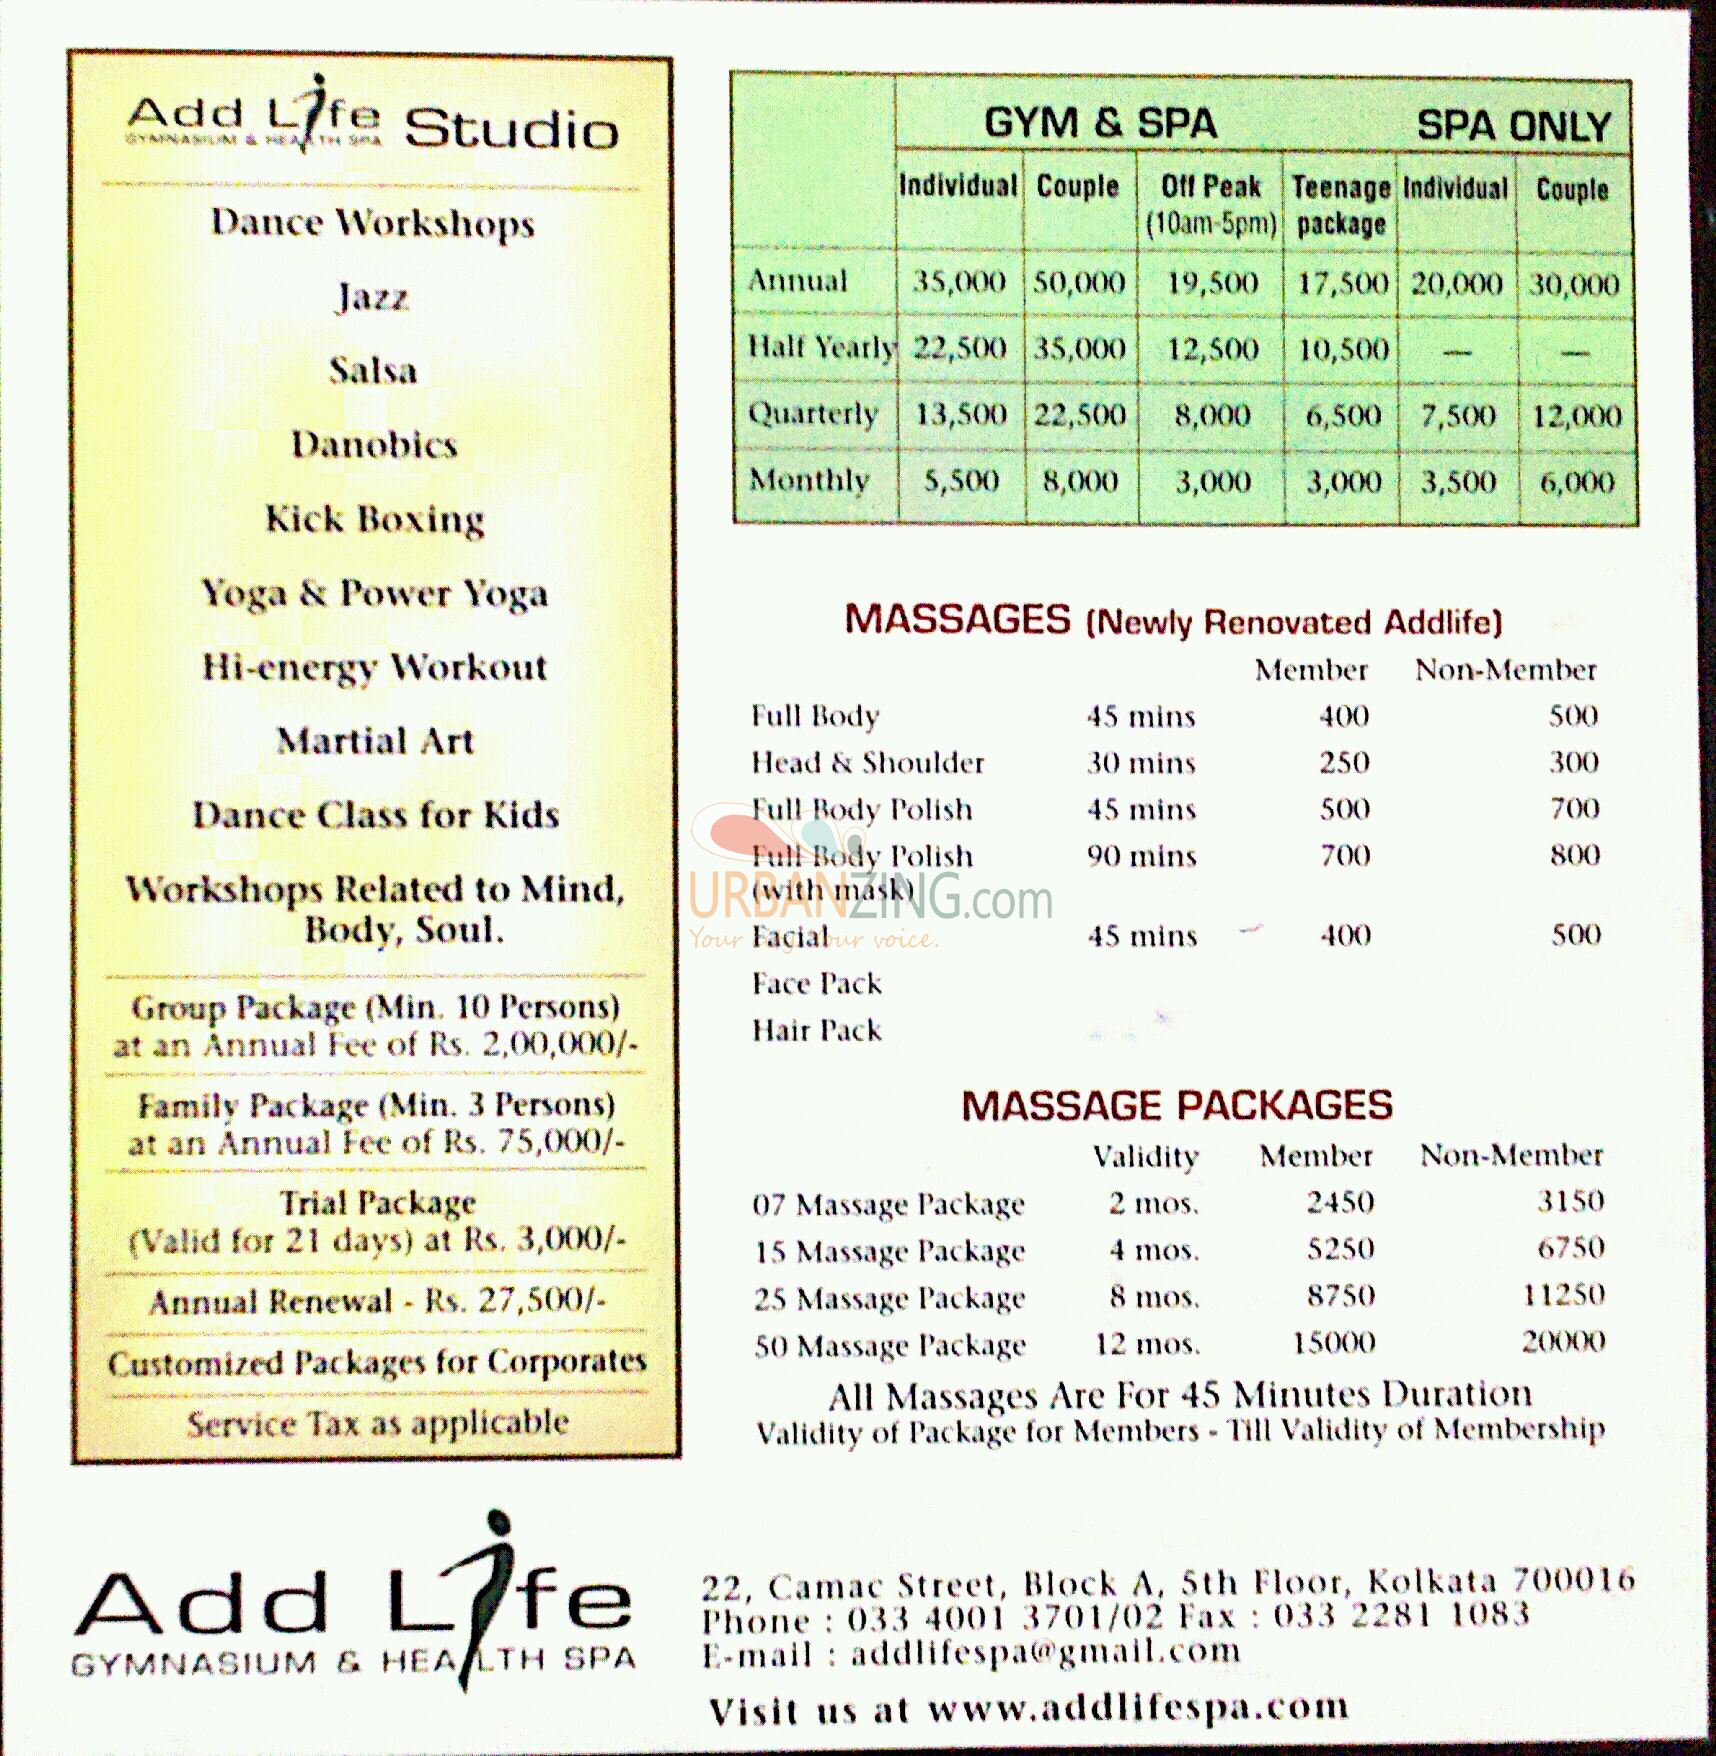 Add Life Studio
GYMNASIUM & HEALTH SPA
Dance Workshops
Jazz
Salsa
Danobics
Kick Boxing
Yoga & Power Yoga
Hi-energy Workout
Martial Art
Dance Class for Kids
Workshops Related to Mind,
Body, Soul.
Group Package (Min. 10 Persons)
at an Annual Fee of Rs. 2,00,000/-
Family Package (Min. 3 Persons)
at an Annual Fee of Rs. 75,000/-
Trial Package
(Valid for 21 days) at Rs. 3,000/-
Annual Renewal - Rs. 27,500/-
Customized Packages for Corporates
Service Tax as applicable
GYM & SPA SPA ONLY
Individual Couple Off Peak Teenage Individual Couple
(10am-5pm) package
Annual 35,000 50,000 19,500 17,500 20,000 30,000
Half Yearly 22,500 35,000 12,500 10,500 — —
Quarterly 13,500 22,500 8,000 6,500 7,500 12,000
Monthly 5,500 8,000 3,000 3,000 3,500 6,000
MASSAGES (Newly Renovated Addlife)
Member Non-Member
Full Body 45 mins 400 500
Head & Shoulder 30 mins 250 300
Full Body Polish 45 mins 500 700
Full Body Polish 90 mins 700 800
(with mask)
URBANZING.com
Facial 45 mins 400 500
Your your voice.
Face Pack
Hair Pack
MASSAGE PACKAGES
Validity Member Non-Member
07 Massage Package 2 mos. 2450 3150
15 Massage Package 4 mos. 5250 6750
25 Massage Package 8 mos. 8750 11250
50 Massage Package 12 mos. 15000 20000
All Massages Are For 45 Minutes Duration
Validity of Package for Members - Till Validity of Membership
Add Life
GYMNASIUM & HEALTH SPA
22, Camac Street, Block A, 5th Floor, Kolkata 700016
Phone : 033 4001 3701/02 Fax : 033 2281 1083
E-mail : addlifespa@gmail.com
Visit us at www.addlifespa.com